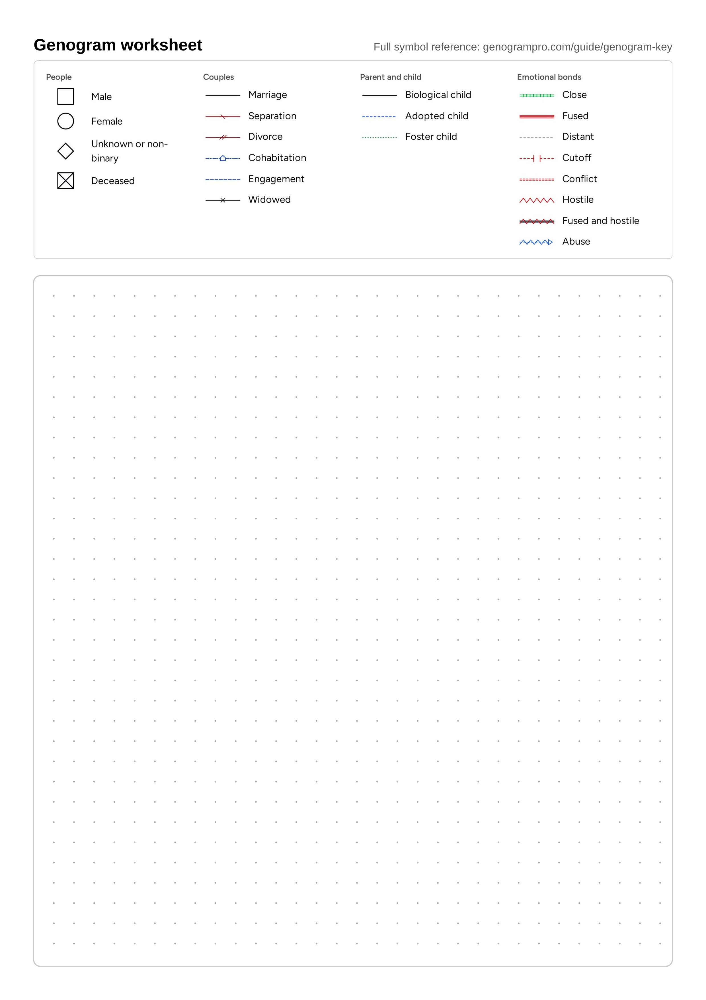 Genogram worksheet
Full symbol reference: genogrampro.com/guide/genogram-key
People
Male
Female
Unknown or non-
binary
Deceased
Couples
Marriage
Separation
Divorce
Cohabitation
Engagement
Widowed
Parent and child
Biological child
Adopted child
Foster child
Emotional bonds
Close
Fused
Distant
Cutoff
Conflict
Hostile
Fused and hostile
Abuse